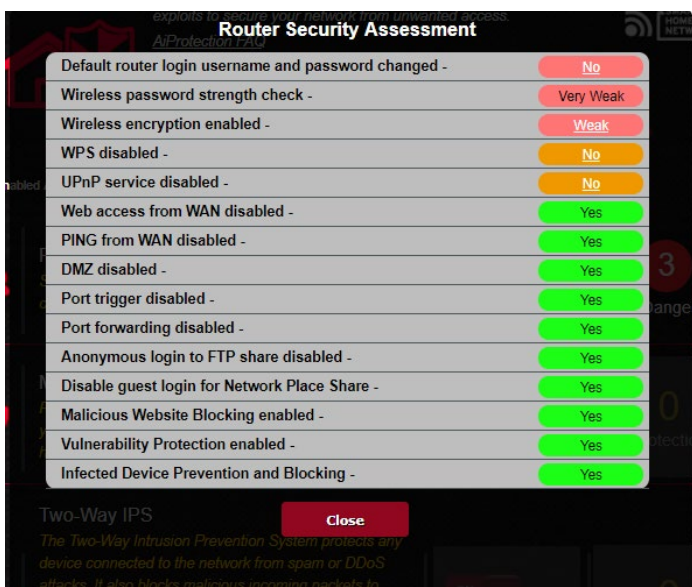 exploits to secure your network from unwanted access.
AiProtection FAQ
Router Security Assessment
Default router login username and password changed - No
Wireless password strength check - Very Weak
Wireless encryption enabled - Weak
WPS disabled - No
UPnP service disabled - No
Web access from WAN disabled - Yes
PING from WAN disabled - Yes
DMZ disabled - Yes
Port trigger disabled - Yes
Port forwarding disabled - Yes
Anonymous login to FTP share disabled - Yes
Disable guest login for Network Place Share - Yes
Malicious Website Blocking enabled - Yes
Vulnerability Protection enabled - Yes
Infected Device Prevention and Blocking - Yes
3
0
Close
Two-Way IPS
The Two-Way Intrusion Prevention System protects any
device connected to the network from spam or DDoS
attacks. It also blocks malicious incoming packets to